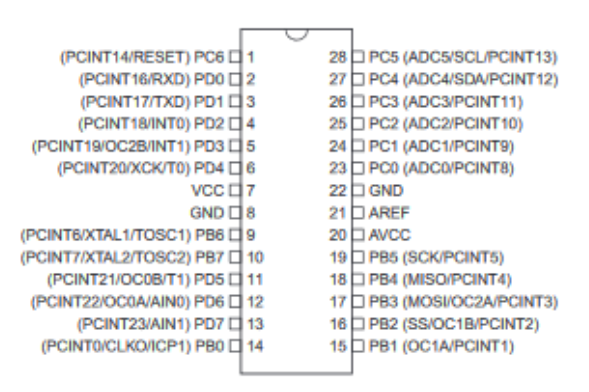 (PCINT14/RESET) PC6 1 28 PC5 (ADC5/SCL/PCINT13)
(PCINT16/RXD) PD0 2 27 PC4 (ADC4/SDA/PCINT12)
(PCINT17/TXD) PD1 3 26 PC3 (ADC3/PCINT11)
(PCINT18/INT0) PD2 4 25 PC2 (ADC2/PCINT10)
(PCINT19/OC2B/INT1) PD3 5 24 PC1 (ADC1/PCINT9)
(PCINT20/XCK/T0) PD4 6 23 PC0 (ADC0/PCINT8)
VCC 7 22 GND
GND 8 21 AREF
(PCINT6/XTAL1/TOSC1) PB6 9 20 AVCC
(PCINT7/XTAL2/TOSC2) PB7 10 19 PB5 (SCK/PCINT5)
(PCINT21/OC0B/T1) PD5 11 18 PB4 (MISO/PCINT4)
(PCINT22/OC0A/AIN0) PD6 12 17 PB3 (MOSI/OC2A/PCINT3)
(PCINT23/AIN1) PD7 13 16 PB2 (SS/OC1B/PCINT2)
(PCINT0/CLKO/ICP1) PB0 14 15 PB1 (OC1A/PCINT1)